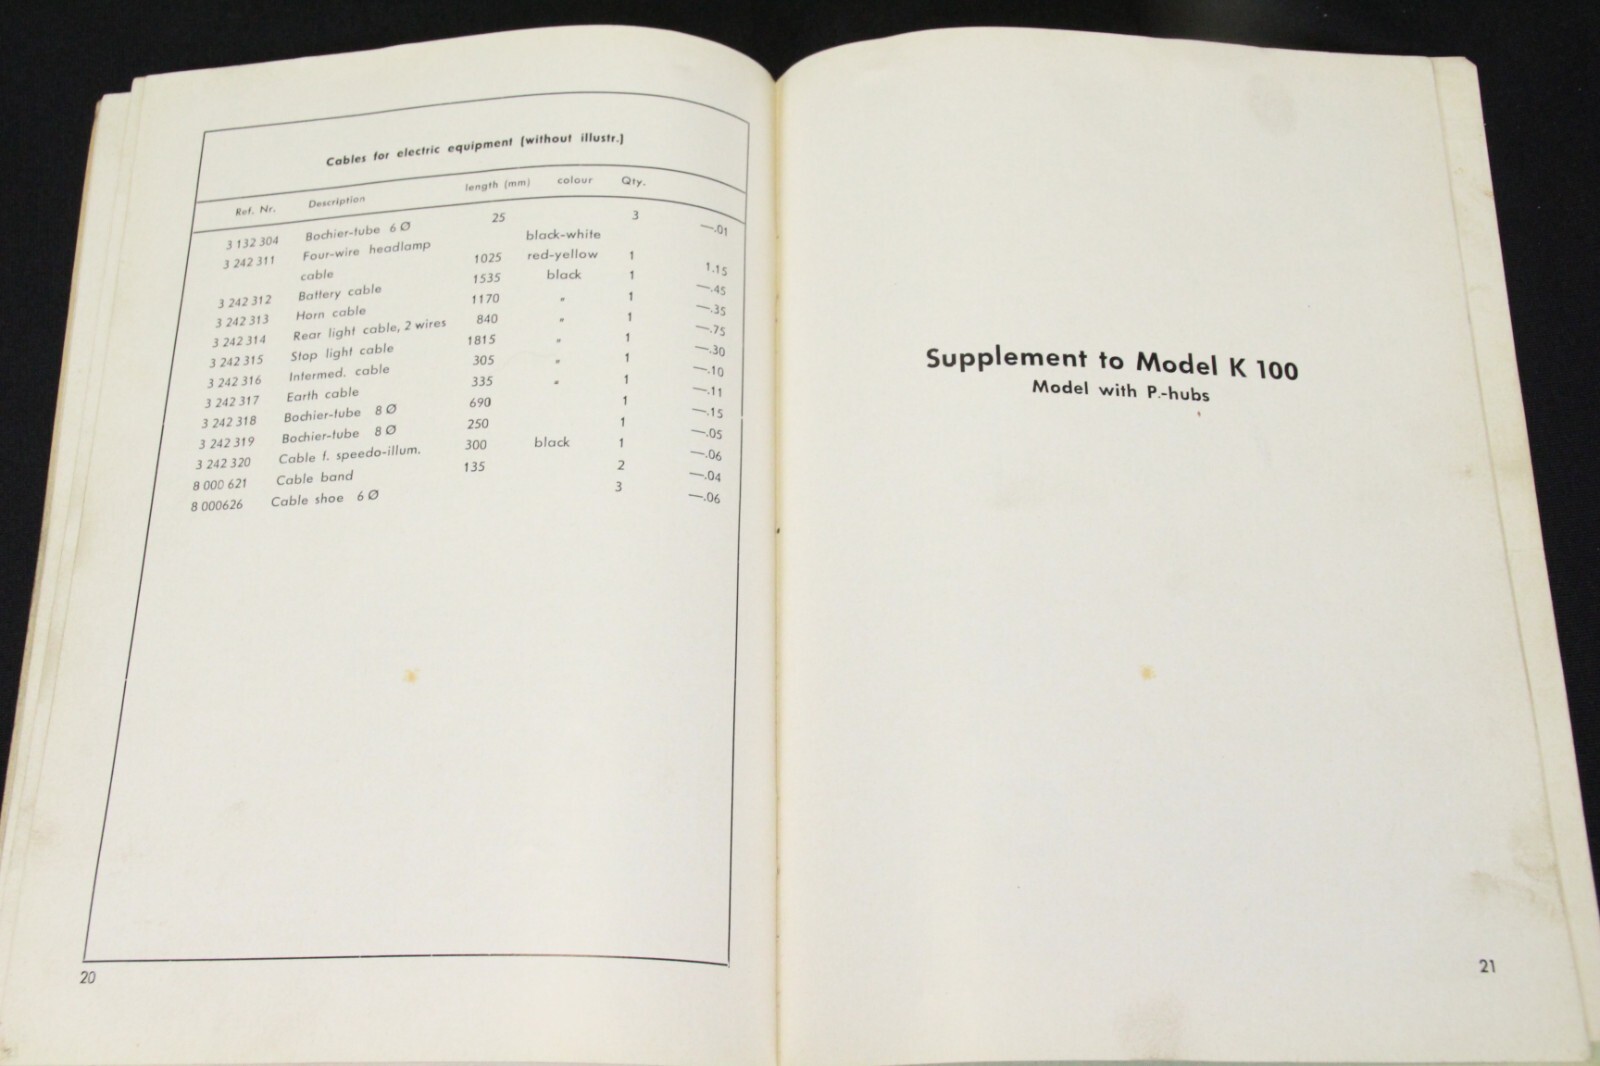 Cables for electric equipment (without illustr.)
Ref. Nr. Description length (mm) colour Qty.
3 132 304 Bochier-tube 6 Ø 25 3 —.01
3 242 311 Four-wire headlamp black-white
cable 1025 red-yellow 1 1.15
3 242 312 Battery cable 1535 black 1 —.45
3 242 313 Horn cable 1170 " 1 —.35
3 242 314 Rear light cable, 2 wires 840 " 1 —.75
3 242 315 Stop light cable 1815 " 1 —.30
3 242 316 Intermed. cable 305 " 1 —.10
3 242 317 Earth cable 335 " 1 —.11
3 242 318 Bochier-tube 8 Ø 690 1 —.15
3 242 319 Bochier-tube 8 Ø 250 1 —.05
3 242 320 Cable f. speedo-illum. 300 black 1 —.06
8 000 621 Cable band 135 2 —.04
8 000626 Cable shoe 6 Ø 3 —.06
20
Supplement to Model K 100
Model with P.-hubs
21